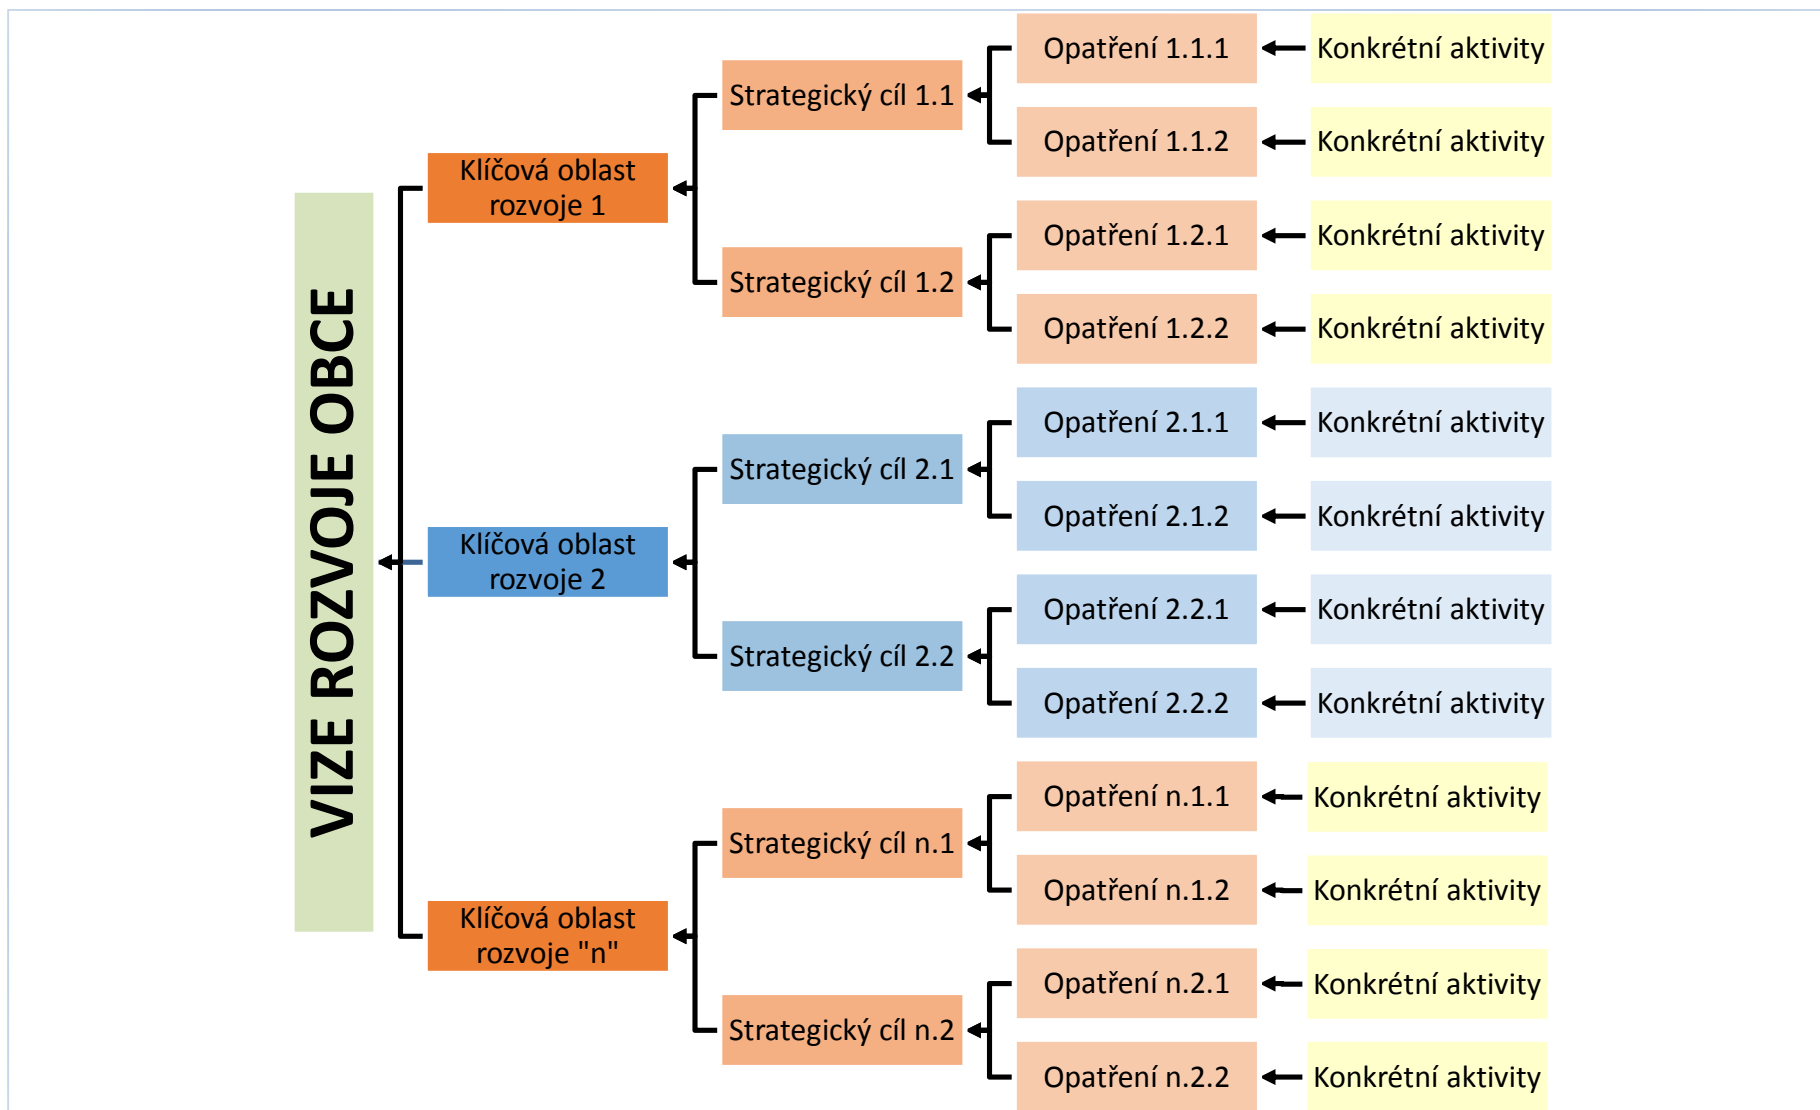 VIZE ROZVOJE OBCE
Klíčová oblast
rozvoje 1
Strategický cíl 1.1
Opatření 1.1.1
Konkrétní aktivity
Opatření 1.1.2
Konkrétní aktivity
Strategický cíl 1.2
Opatření 1.2.1
Konkrétní aktivity
Opatření 1.2.2
Konkrétní aktivity
Klíčová oblast
rozvoje 2
Strategický cíl 2.1
Opatření 2.1.1
Konkrétní aktivity
Opatření 2.1.2
Konkrétní aktivity
Strategický cíl 2.2
Opatření 2.2.1
Konkrétní aktivity
Opatření 2.2.2
Konkrétní aktivity
Klíčová oblast
rozvoje "n"
Strategický cíl n.1
Opatření n.1.1
Konkrétní aktivity
Opatření n.1.2
Konkrétní aktivity
Strategický cíl n.2
Opatření n.2.1
Konkrétní aktivity
Opatření n.2.2
Konkrétní aktivity